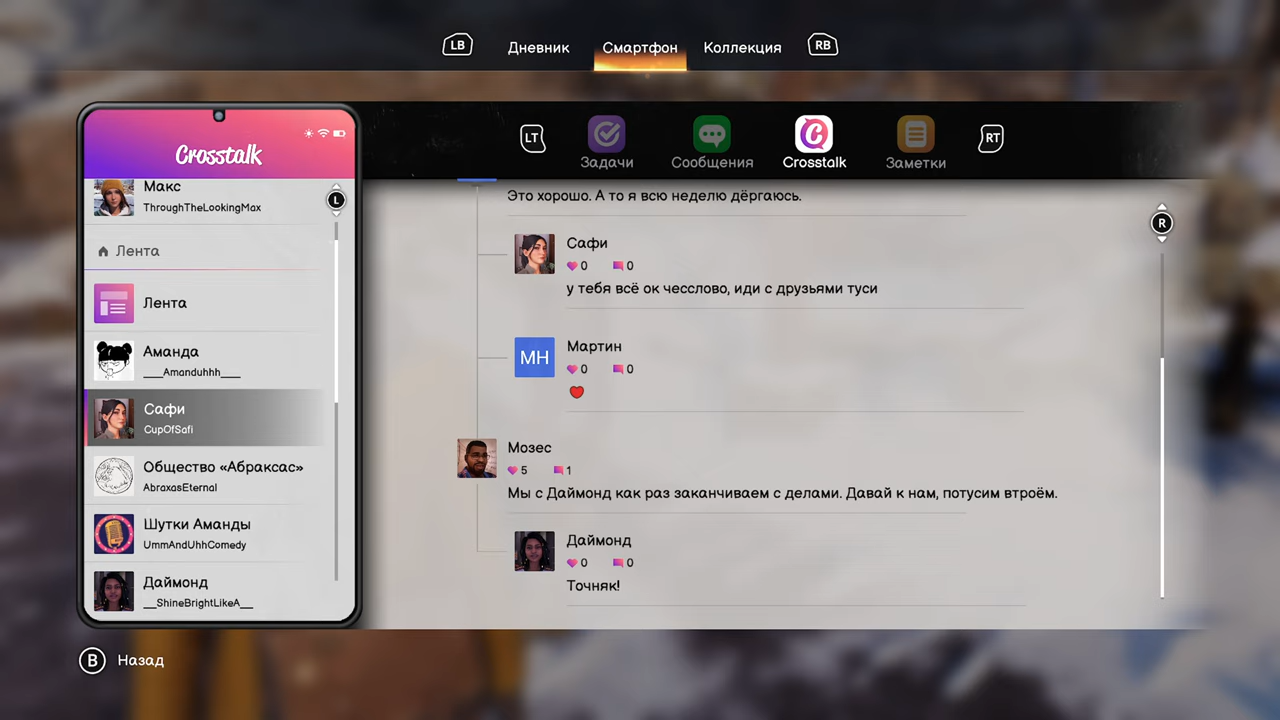 LB
Дневник
Смартфон
Коллекция
RB
Crosstalk
LT
Задачи
Сообщения
Crosstalk
Заметки
RT
Макс
ThroughTheLookingMax
L
Лента
Лента
Аманда
___Amanduhhh___
Сафи
CupOfSafi
Общество «Абраксас»
AbraxasEternal
Шутки Аманды
UmmAndUhhComedy
Даймонд
__ShineBrightLikeA__
Это хорошо. А то я всю неделю дёргаюсь.
R
Сафи
0 0
у тебя всё ок чесслово, иди с друзьями туси
MH
Мартин
0 0
❤
Мозес
5 1
Мы с Даймонд как раз заканчиваем с делами. Давай к нам, потусим втроём.
Даймонд
0 0
Точняк!
B
Назад